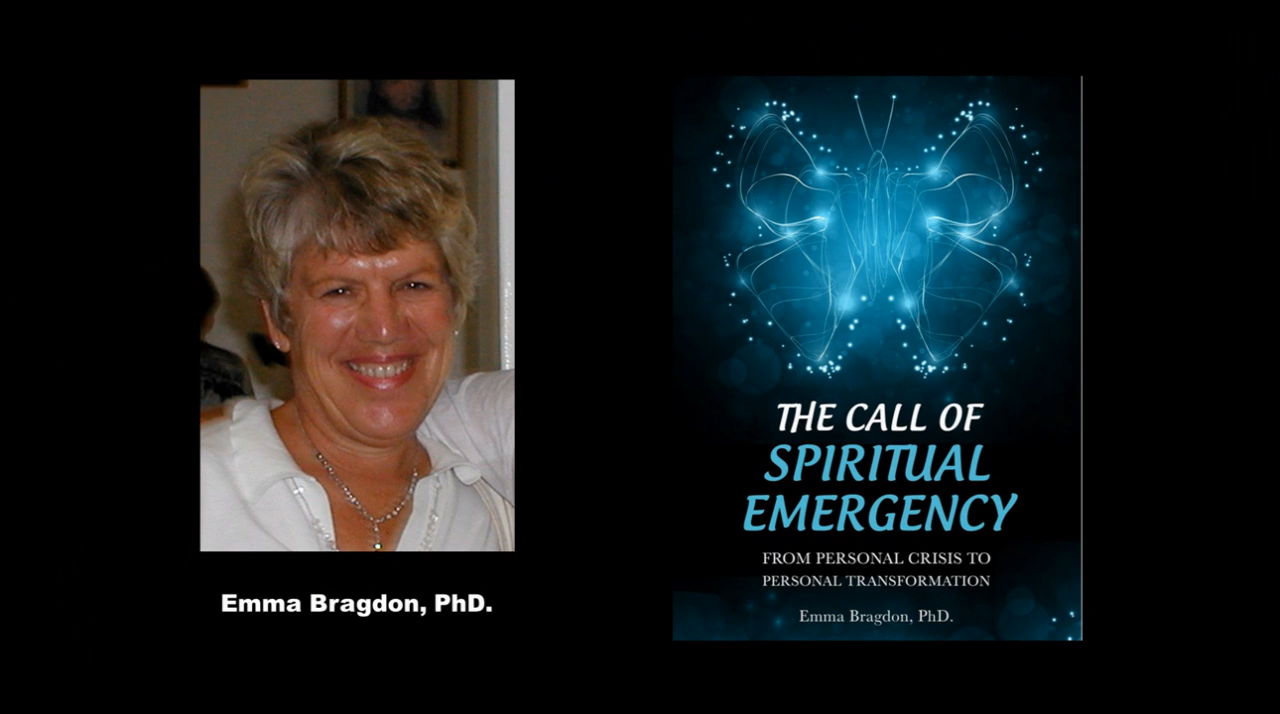 Emma Bragdon, PhD.
THE CALL OF
SPIRITUAL
EMERGENCY
FROM PERSONAL CRISIS TO
PERSONAL TRANSFORMATION
Emma Bragdon, PhD.